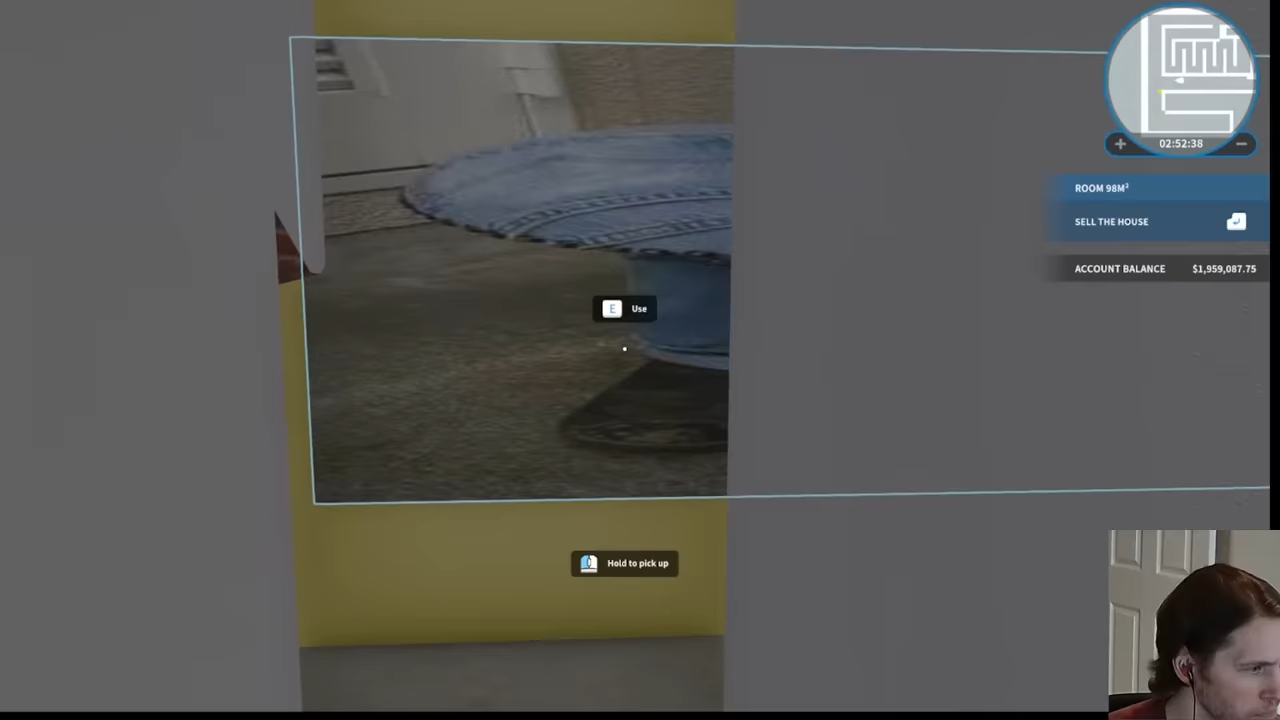 02:52:38
ROOM 98M²
SELL THE HOUSE
ACCOUNT BALANCE $1,959,087.75
E Use
Hold to pick up